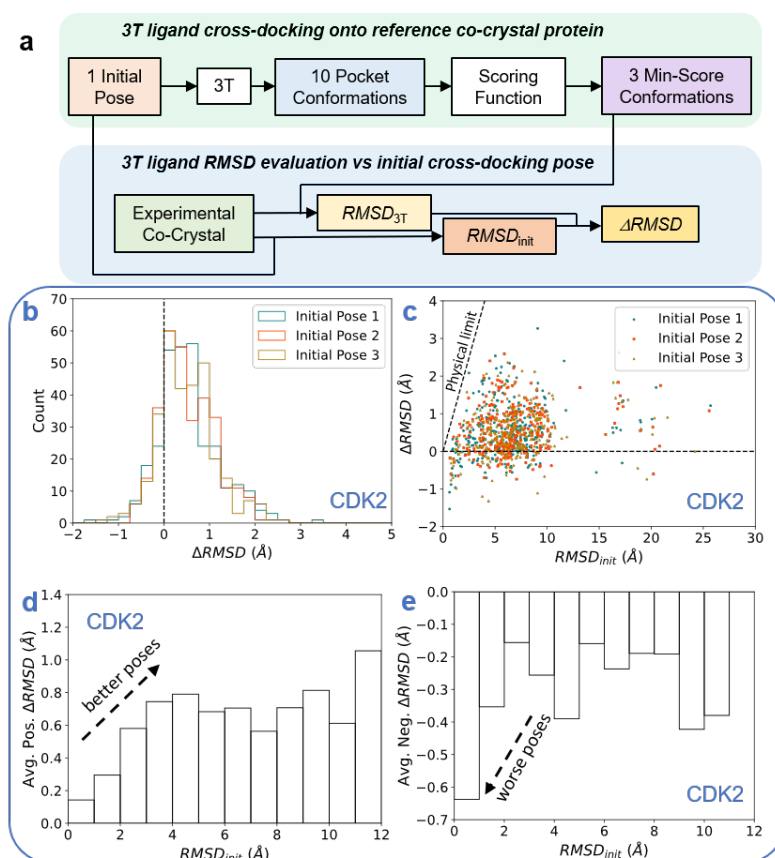 a
3T ligand cross-docking onto reference co-crystal protein
1 Initial
Pose
3T
10 Pocket
Conformations
Scoring
Function
3 Min-Score
Conformations
3T ligand RMSD evaluation vs initial cross-docking pose
Experimental
Co-Crystal
RMSD3T
RMSDinit
ΔRMSD
b
70
60
50
40
30
20
10
0
Count
Initial Pose 1
Initial Pose 2
Initial Pose 3
CDK2
−2 −1 0 1 2 3 4 5
ΔRMSD (Å)
c
4
3
2
1
0
−1
−2
ΔRMSD (Å)
Physical limit
Initial Pose 1
Initial Pose 2
Initial Pose 3
CDK2
0 5 10 15 20 25 30
RMSDinit (Å)
d
1.4
1.2
1.0
0.8
0.6
0.4
0.2
0.0
Avg. Pos. ΔRMSD (Å)
CDK2
better poses
0 2 4 6 8 10 12
RMSDinit (Å)
e
0.0
−0.1
−0.2
−0.3
−0.4
−0.5
−0.6
−0.7
Avg. Neg. ΔRMSD (Å)
worse poses
CDK2
0 2 4 6 8 10 12
RMSDinit (Å)